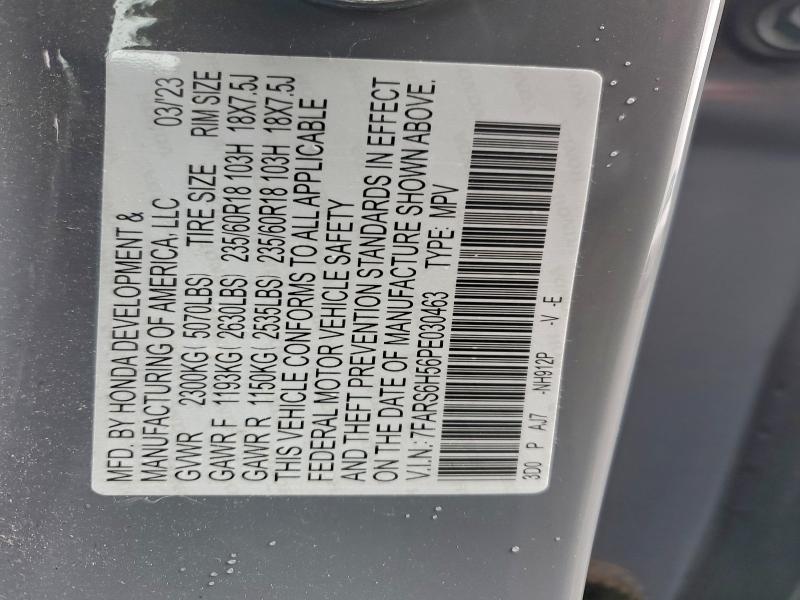 MFD. BY HONDA DEVELOPMENT &
MANUFACTURING OF AMERICA, LLC 03/'23
GVWR 2300KG( 5070LBS) TIRE SIZE RIM SIZE
GAWR F 1193KG( 2630LBS) 235/60R18 103H 18X7.5J
GAWR R 1150KG( 2535LBS) 235/60R18 103H 18X7.5J
THIS VEHICLE CONFORMS TO ALL APPLICABLE
FEDERAL MOTOR VEHICLE SAFETY
AND THEFT PREVENTION STANDARDS IN EFFECT
ON THE DATE OF MANUFACTURE SHOWN ABOVE.
V.I.N.: 7FARS6H56PE030463 TYPE: MPV
3D0 P AJ7 -NH912P -V -E